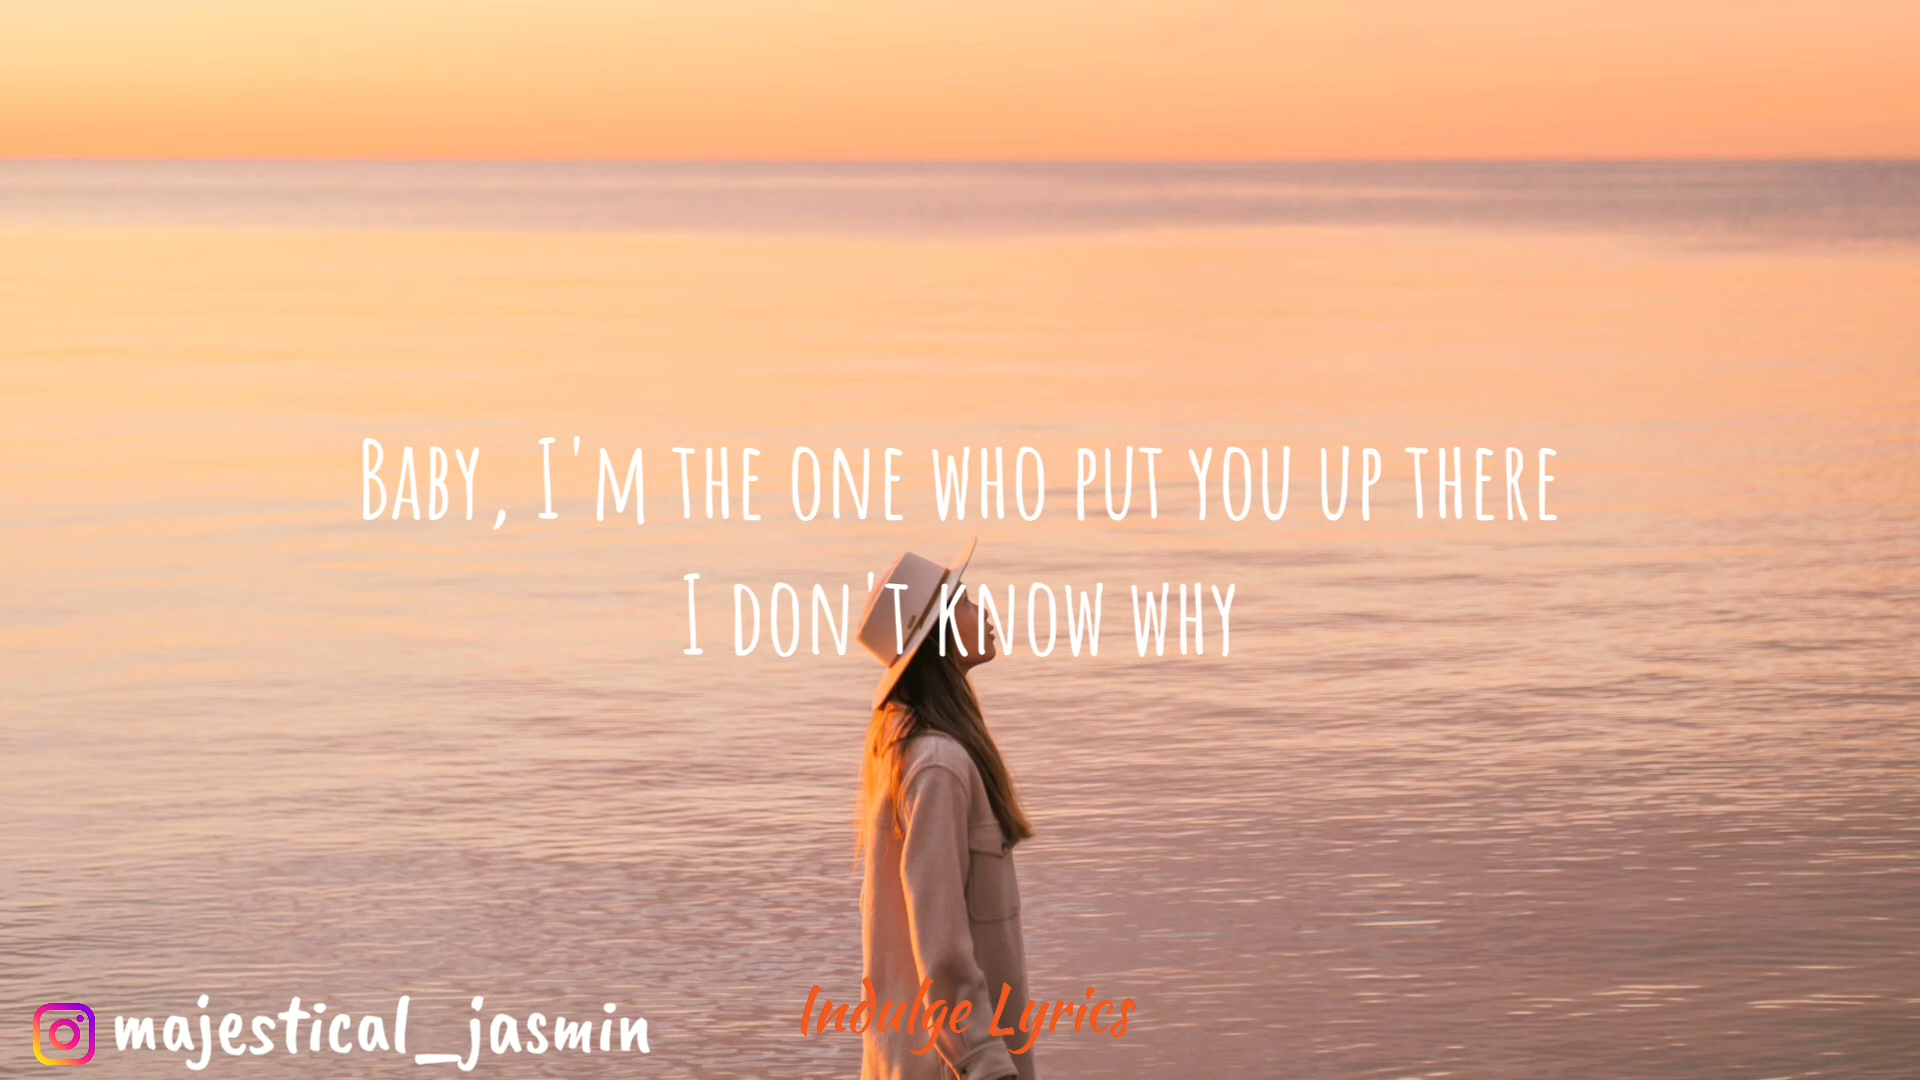 Baby, I'm the one who put you up there
I don't know why
majestical_jasmin
Indulge Lyrics